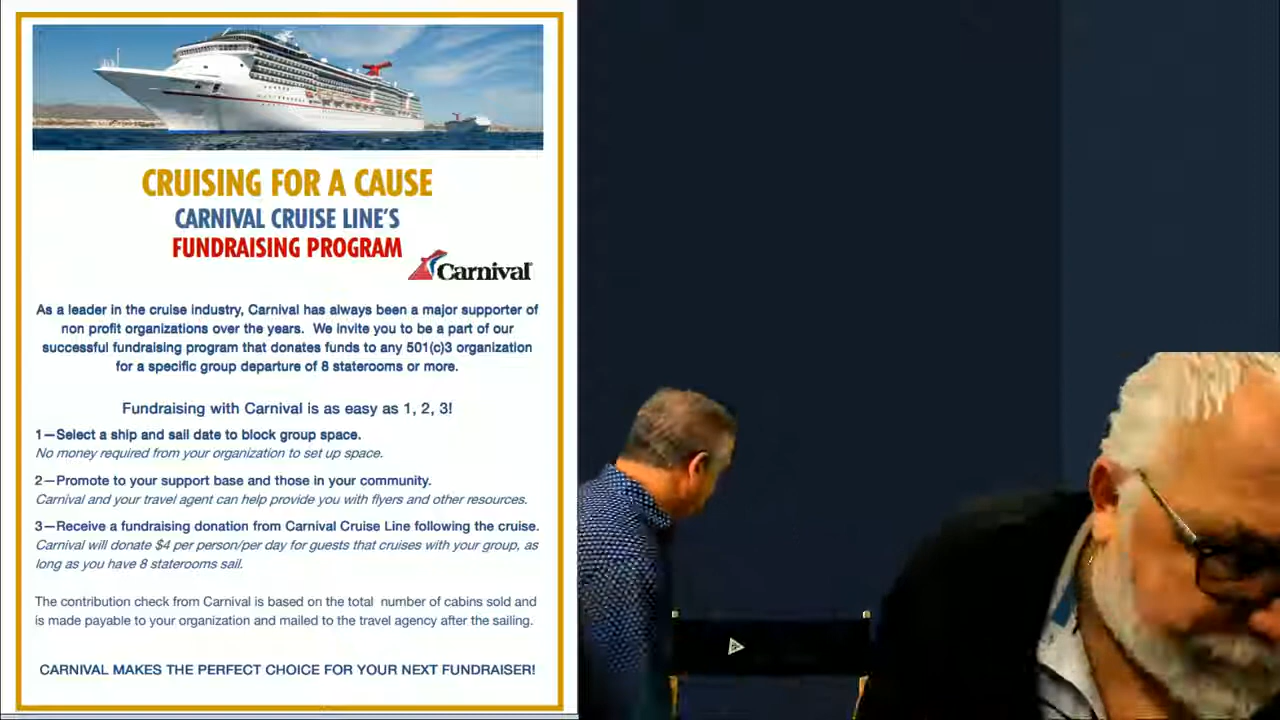 CRUISING FOR A CAUSE
CARNIVAL CRUISE LINE'S
FUNDRAISING PROGRAM
Carnival
As a leader in the cruise industry, Carnival has always been a major supporter of
non profit organizations over the years. We invite you to be a part of our
successful fundraising program that donates funds to any 501(c)3 organization
for a specific group departure of 8 staterooms or more.
Fundraising with Carnival is as easy as 1, 2, 3!
1—Select a ship and sail date to block group space.
No money required from your organization to set up space.
2—Promote to your support base and those in your community.
Carnival and your travel agent can help provide you with flyers and other resources.
3—Receive a fundraising donation from Carnival Cruise Line following the cruise.
Carnival will donate $4 per person/per day for guests that cruises with your group, as
long as you have 8 staterooms sail.
The contribution check from Carnival is based on the total number of cabins sold and
is made payable to your organization and mailed to the travel agency after the sailing.
CARNIVAL MAKES THE PERFECT CHOICE FOR YOUR NEXT FUNDRAISER!